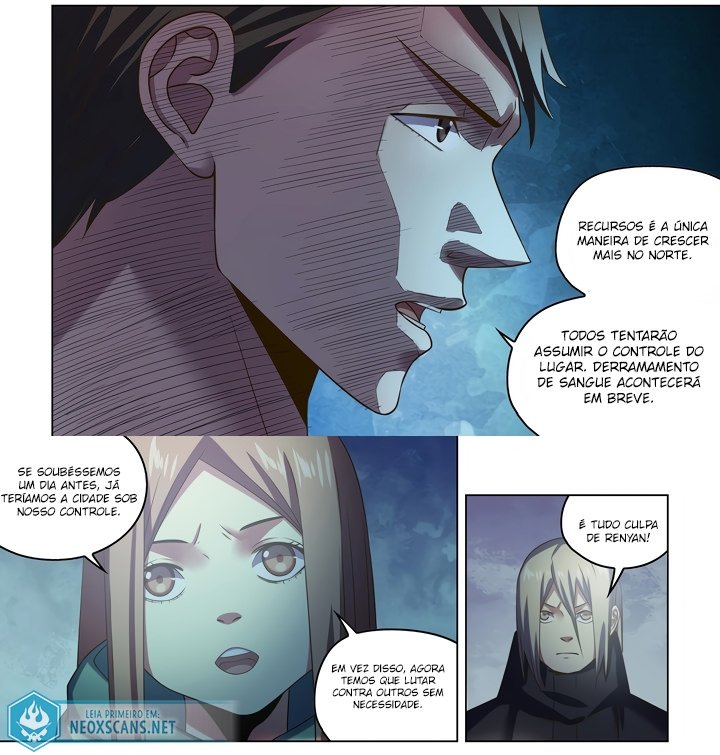 RECURSOS É A ÚNICA
MANEIRA DE CRESCER
MAIS NO NORTE.
TODOS TENTARÃO
ASSUMIR O CONTROLE DO
LUGAR. DERRAMAMENTO
DE SANGUE ACONTECERÁ
EM BREVE.
SE SOUBÉSSEMOS
UM DIA ANTES, JÁ
TERÍAMOS A CIDADE SOB
NOSSO CONTROLE.
EM VEZ DISSO, AGORA
TEMOS QUE LUTAR
CONTRA OUTROS SEM
NECESSIDADE.
É TUDO CULPA
DE RENYAN!
LEIA PRIMEIRO EM:
NEOXSCANS.NET